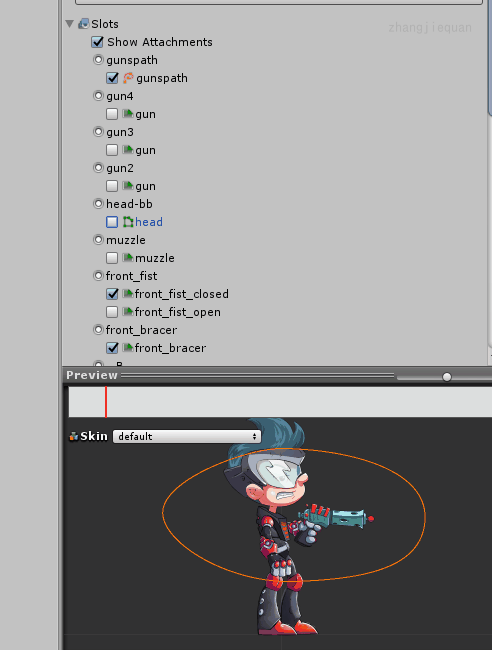 Slots
zhangjiequan
Show Attachments
gunspath
gunspath
gun4
gun
gun3
gun
gun2
gun
head-bb
head
muzzle
muzzle
front_fist
front_fist_closed
front_fist_open
front_bracer
front_bracer
Preview
Skin default